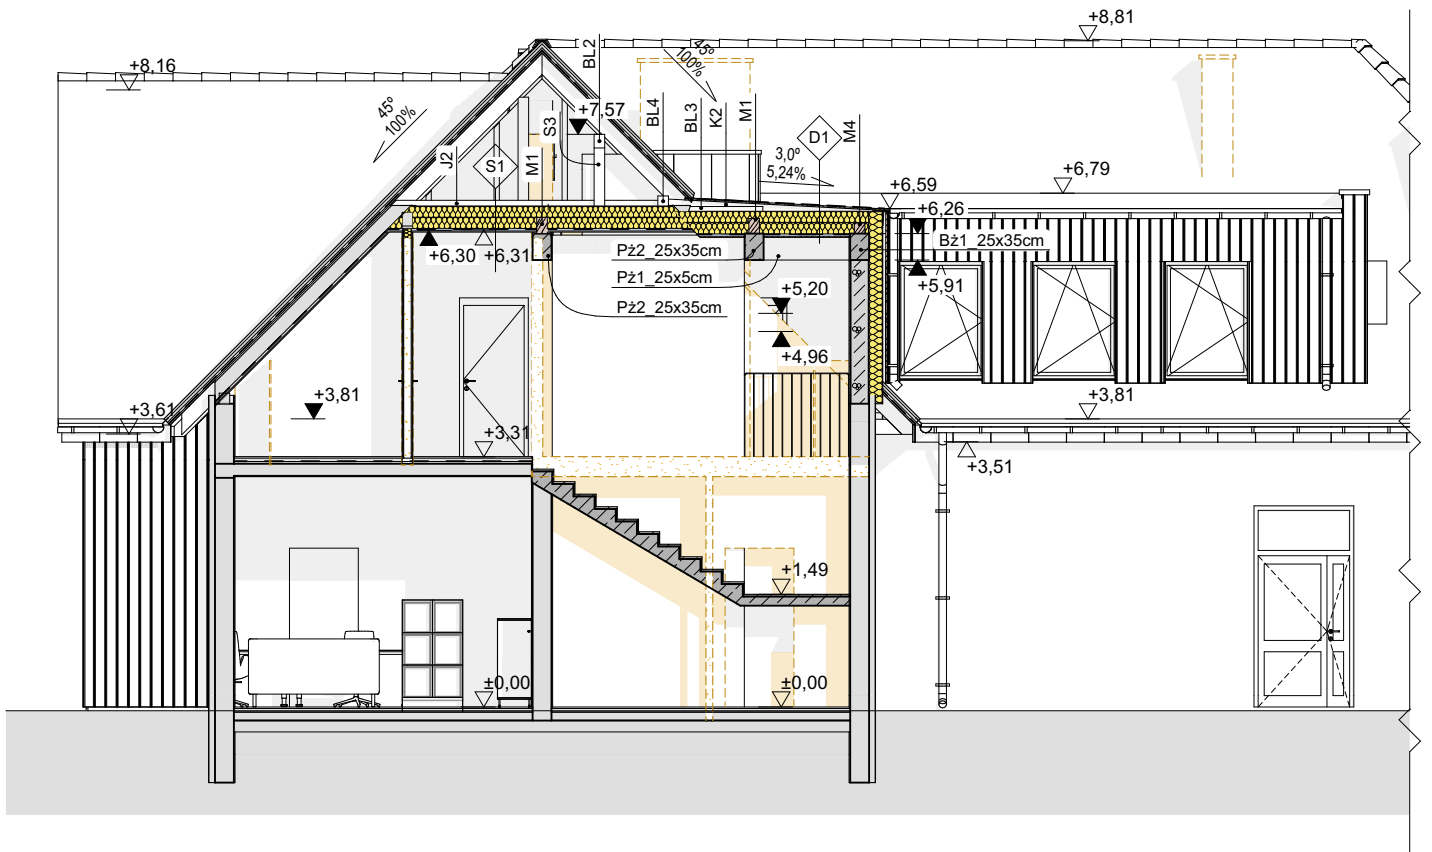 +8,81
+8,16
BL2
45°
100%
45°
100%
+7,57
S3
BL4
BL3
K2
M1
D1
M4
J2
S1
M1
3,0°
5,24%
+6,79
+6,59
+6,26
Bż1_25x35cm
+5,91
+6,30
+6,31
Pż2_25x35cm
Pż1_25x5cm
Pż2_25x35cm
+5,20
+4,96
+3,81
+3,81
+3,61
+3,31
+3,51
+1,49
±0,00
±0,00